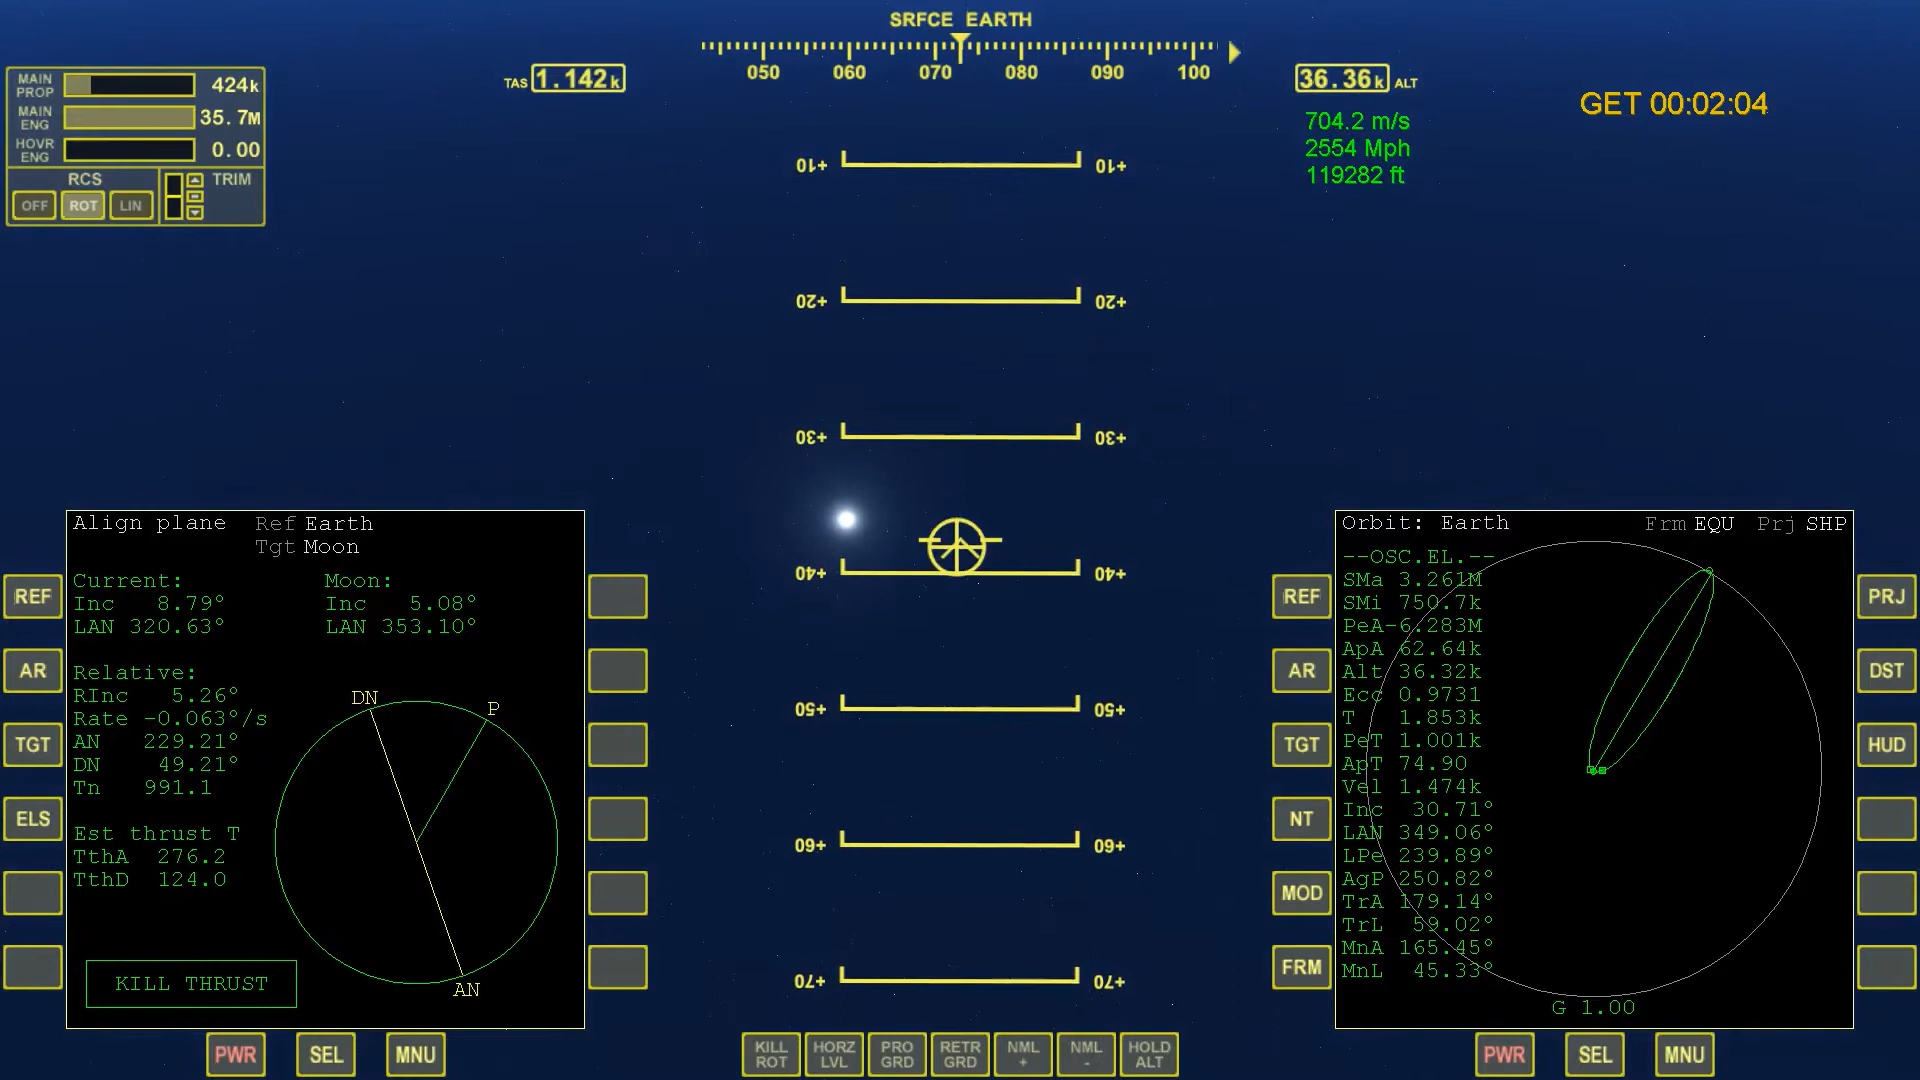 SRFCE EARTH
050 060 070 080 090 100
TAS 1.142k
36.36k ALT
704.2 m/s
2554 Mph
119282 ft
GET 00:02:04
MAIN PROP 424k
MAIN ENG 35.7M
HOVR ENG 0.00
RCS TRIM
OFF ROT LIN
10+ 10+
20+ 20+
30+ 30+
40+ 40+
50+ 50+
60+ 60+
70+ 70+
Align plane Ref Earth
Tgt Moon
Current: Moon:
Inc 8.79° Inc 5.08°
LAN 320.63° LAN 353.10°
Relative:
RInc 5.26°
Rate -0.063°/s
AN 229.21°
DN 49.21°
Tn 991.1
Est thrust T
TthA 276.2
TthD 124.0
KILL THRUST
DN
P
AN
REF
AR
TGT
ELS
PWR SEL MNU
KILL ROT
HORZ LVL
PRO GRD
RETR GRD
NML +
NML -
HOLD ALT
Orbit: Earth Frm EQU Prj SHP
--OSC.EL.--
SMa 3.261M
SMi 750.7k
PeA-6.283M
ApA 62.64k
Alt 36.32k
Ecc 0.9731
T 1.853k
PeT 1.001k
ApT 74.90
Vel 1.474k
Inc 30.71°
LAN 349.06°
LPe 239.89°
AgP 250.82°
TrA 179.14°
TrL 59.02°
MnA 165.45°
MnL 45.33°
G 1.00
REF
AR
TGT
NT
MOD
FRM
PRJ
DST
HUD
PWR SEL MNU